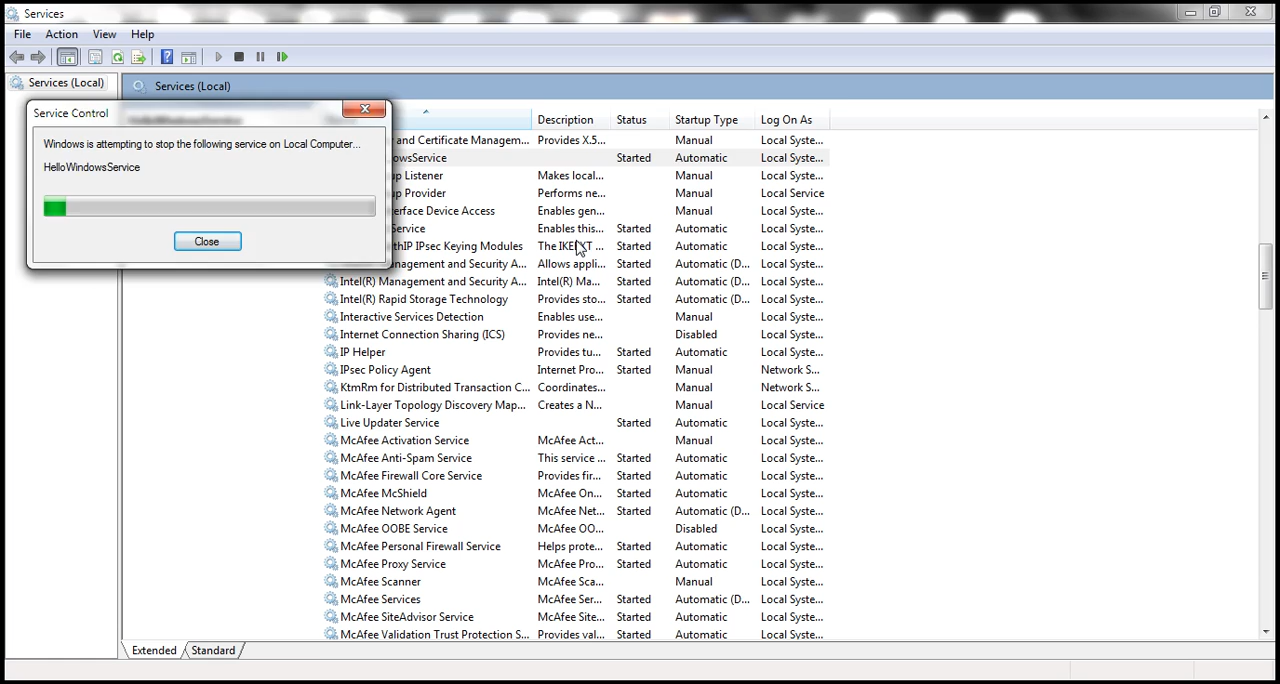 Services
File Action View Help
Services (Local)
Services (Local)
Service Control
Windows is attempting to stop the following service on Local Computer...
HelloWindowsService
Close
Description Status Startup Type Log On As
and Certificate Managem... Provides X.5... Manual Local Syste...
owsService Started Automatic Local Syste...
up Listener Makes local... Manual Local Syste...
up Provider Performs ne... Manual Local Service
erface Device Access Enables gen... Manual Local Syste...
Service Enables this... Started Automatic Local Syste...
thIP IPsec Keying Modules The IKEEXT ... Started Automatic Local Syste...
anagement and Security A... Allows appli... Started Automatic (D... Local Syste...
Intel(R) Management and Security A... Intel(R) Ma... Started Automatic (D... Local Syste...
Intel(R) Rapid Storage Technology Provides sto... Started Automatic (D... Local Syste...
Interactive Services Detection Enables use... Manual Local Syste...
Internet Connection Sharing (ICS) Provides ne... Disabled Local Syste...
IP Helper Provides tu... Started Automatic Local Syste...
IPsec Policy Agent Internet Pro... Started Manual Network S...
KtmRm for Distributed Transaction C... Coordinates... Manual Network S...
Link-Layer Topology Discovery Map... Creates a N... Manual Local Service
Live Updater Service Started Automatic Local Syste...
McAfee Activation Service McAfee Act... Manual Local Syste...
McAfee Anti-Spam Service This service ... Started Automatic Local Syste...
McAfee Firewall Core Service Provides fir... Started Automatic Local Syste...
McAfee McShield McAfee On... Started Automatic Local Syste...
McAfee Network Agent McAfee Net... Started Automatic (D... Local Syste...
McAfee OOBE Service McAfee OO... Disabled Local Syste...
McAfee Personal Firewall Service Helps prote... Started Automatic Local Syste...
McAfee Proxy Service McAfee Pro... Started Automatic Local Syste...
McAfee Scanner McAfee Sca... Manual Local Syste...
McAfee Services McAfee Ser... Started Automatic (D... Local Syste...
McAfee SiteAdvisor Service McAfee Site... Started Automatic Local Syste...
McAfee Validation Trust Protection S... Provides val... Started Automatic Local Syste...
Extended Standard